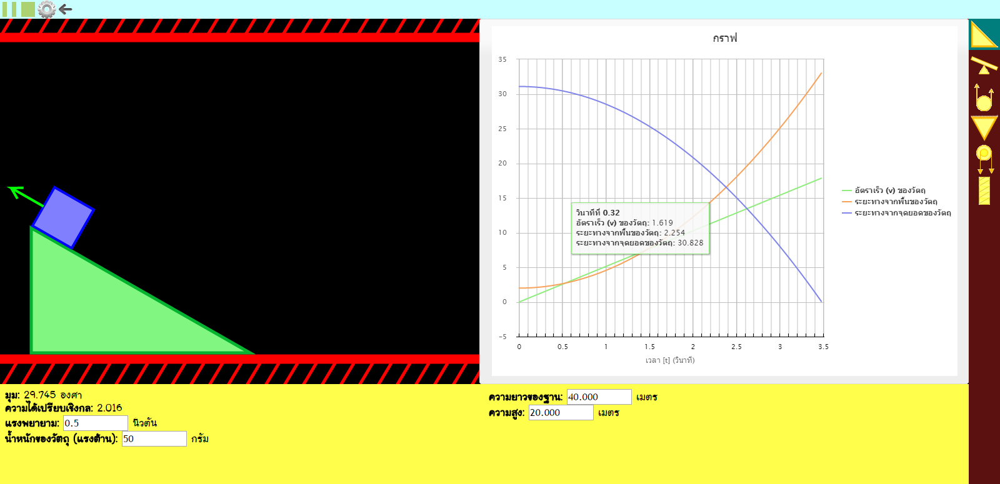 กราฟ
35
30
25
20
15
10
5
0
-5
0 0.5 1 1.5 2 2.5 3 3.5
เวลา [t] (วินาที)
วินาทีที่ 0.32
อัตราเร็ว (v) ของวัตถุ: 1.619
ระยะทางจากพื้นของวัตถุ: 2.254
ระยะทางจากจุดยอดของวัตถุ: 30.828
อัตราเร็ว (v) ของวัตถุ
ระยะทางจากพื้นของวัตถุ
ระยะทางจากจุดยอดของวัตถุ
มุม: 29.745 องศา
ความได้เปรียบเชิงกล: 2.016
แรงพยายาม: 0.5 นิวตัน
น้ำหนักของวัตถุ (แรงต้าน): 50 กรัม
ความยาวของฐาน: 40.000 เมตร
ความสูง: 20.000 เมตร